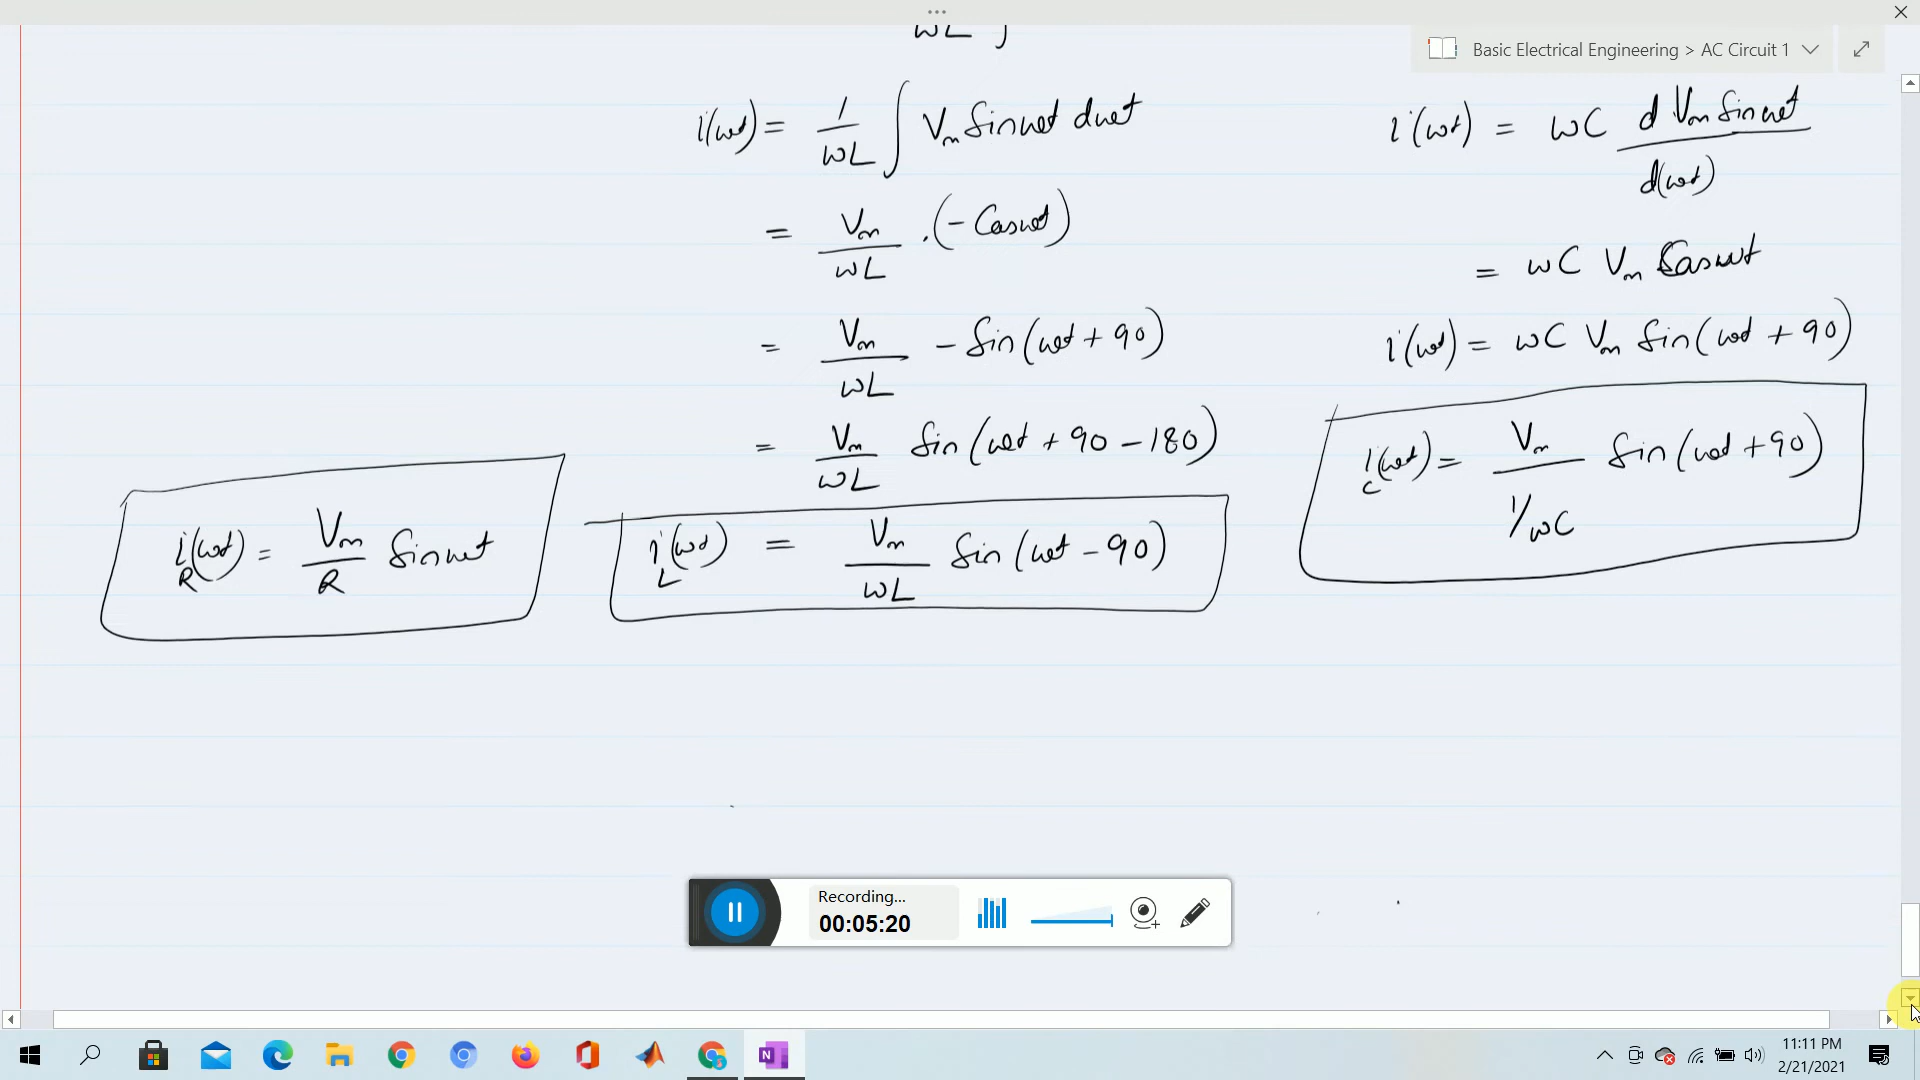 Basic Electrical Engineering > AC Circuit 1
ωL
i(ωt) = 1/ωL ∫ Vm Sinωt dωt
= Vm/ωL .(- Cosωt)
= Vm/ωL - Sin(ωt + 90)
= Vm/ωL Sin(ωt + 90 - 180)
iL(ωt) = Vm/ωL Sin(ωt - 90)
i(ωt) = ωC d Vm Sinωt / d(ωt)
= ωC Vm Cosωt
i(ωt) = ωC Vm Sin(ωt + 90)
iC(ωt) = Vm / 1/ωC Sin(ωt + 90)
iR(ωt) = Vm/R Sinωt
Recording...
00:05:20
11:11 PM
2/21/2021